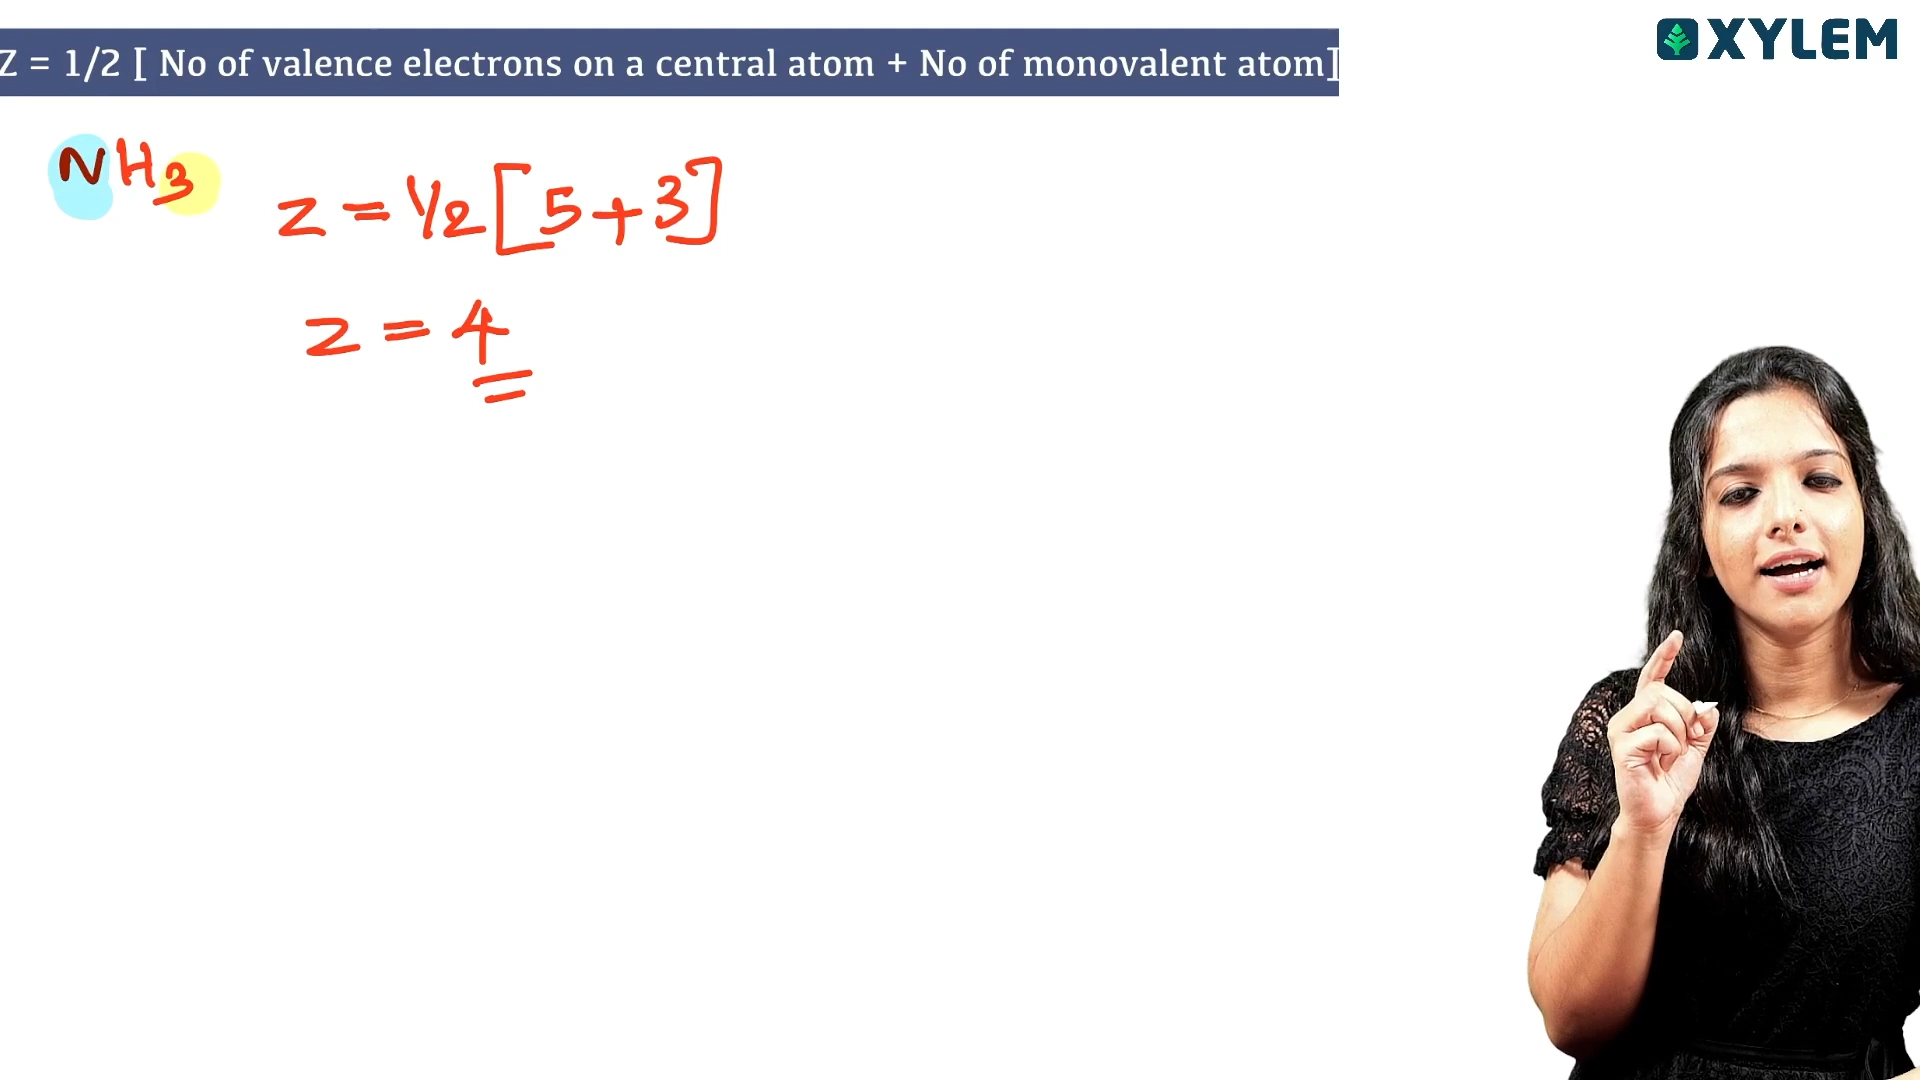 XYLEM
Z = 1/2 [ No of valence electrons on a central atom + No of monovalent atom]
NH3
z = 1/2 [5+3]
z = 4